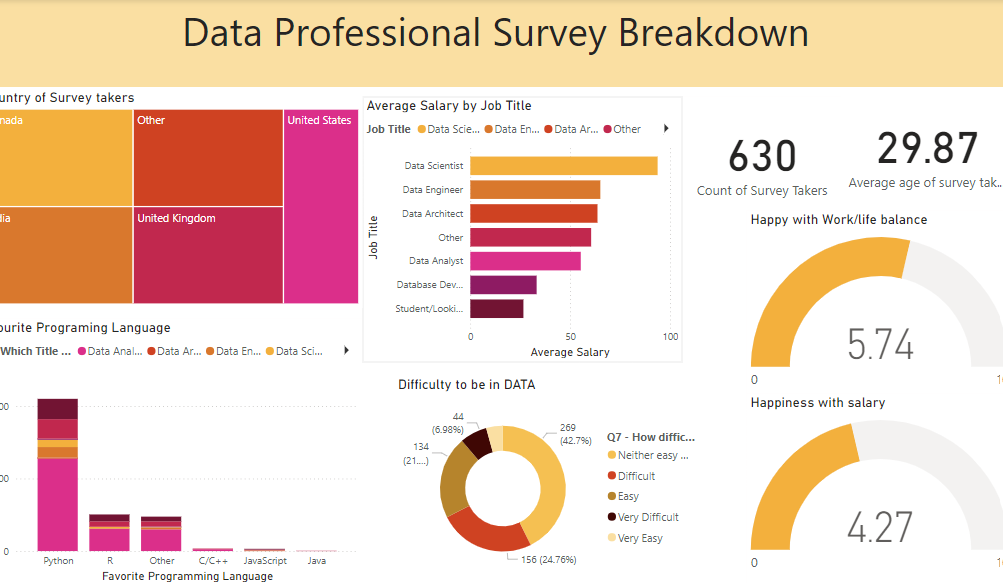 Data Professional Survey Breakdown
untry of Survey takers
nada
Other
United States
dia
United Kingdom
Average Salary by Job Title
Job Title Data Scie... Data En... Data Ar... Other
Job Title
Data Scientist
Data Engineer
Data Architect
Other
Data Analyst
Database Dev...
Student/Looki...
0 50 100
Average Salary
630
Count of Survey Takers
29.87
Average age of survey tak...
Happy with Work/life balance
5.74
0
Happiness with salary
4.27
0
ourite Programing Language
Which Title ... Data Anal... Data Ar... Data En... Data Sci...
00
00
0
Python R Other C/C++ JavaScript Java
Favorite Programming Language
Difficulty to be in DATA
44
(6.98%)
269
(42.7%)
134
(21....)
156 (24.76%)
Q7 - How diffic...
Neither easy ...
Difficult
Easy
Very Difficult
Very Easy